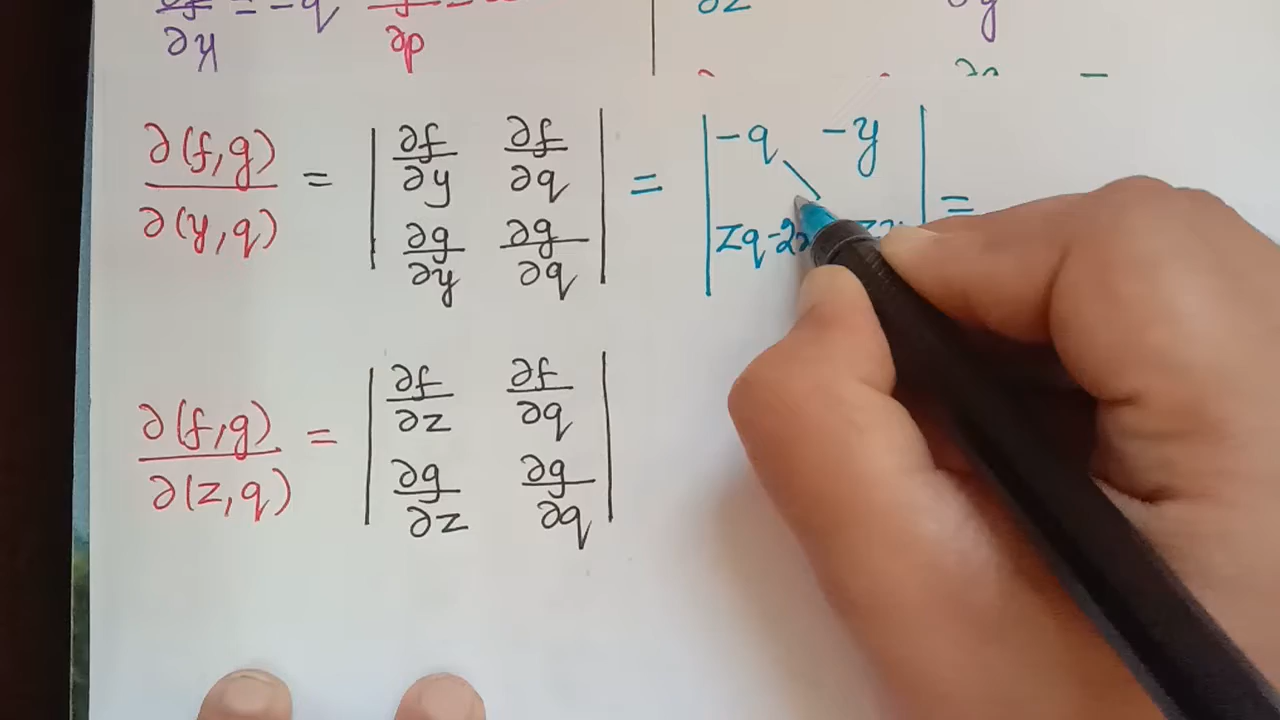 ∂y = -q
∂z ∂y
∂(f,g)/∂(y,q) = | ∂f/∂y ∂f/∂q ; ∂g/∂y ∂g/∂q | = | -q -y ; zq-2 | =
∂(f,g)/∂(z,q) = | ∂f/∂z ∂f/∂q ; ∂g/∂z ∂g/∂q |